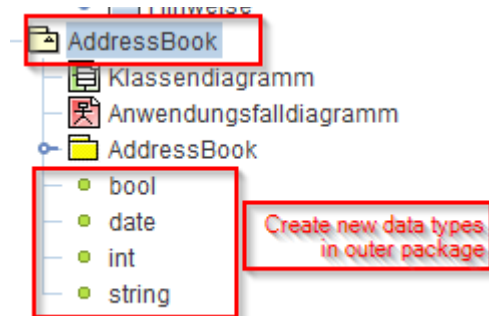 Hinweise
AddressBook
Klassendiagramm
Anwendungsfalldiagramm
AddressBook
bool
date
Create new data types
int
in outer package
string